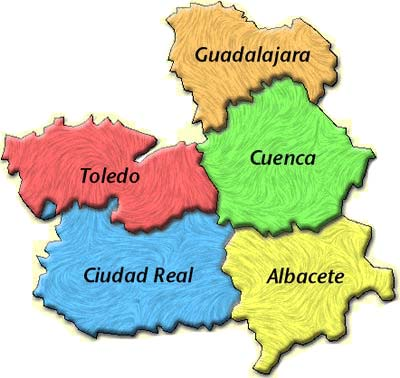 Guadalajara
Cuenca
Toledo
Ciudad Real
Albacete